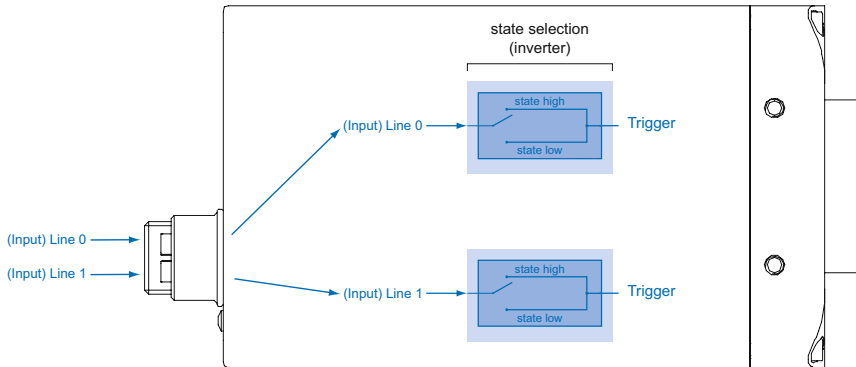 state selection
(inverter)
state high
(Input) Line 0
Trigger
state low
(Input) Line 0
(Input) Line 1
state high
(Input) Line 1
Trigger
state low